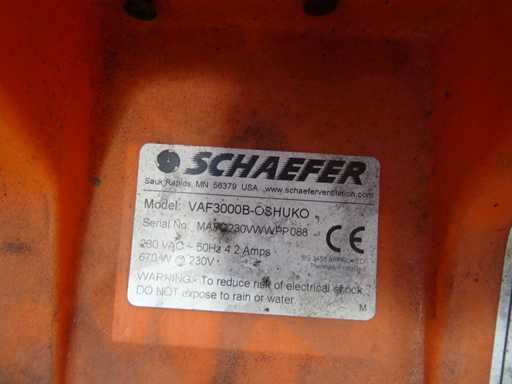 SCHAEFER
Sauk Rapids, MN 56379 USA www.schaeferventilation.com
Model: VAF3000B-OSHUKO
Serial No.
230 VAC ~ 50Hz 4.2 Amps
670 W @ 230V
WARNING - To reduce risk of electrical shock
DO NOT expose to rain or water.
M